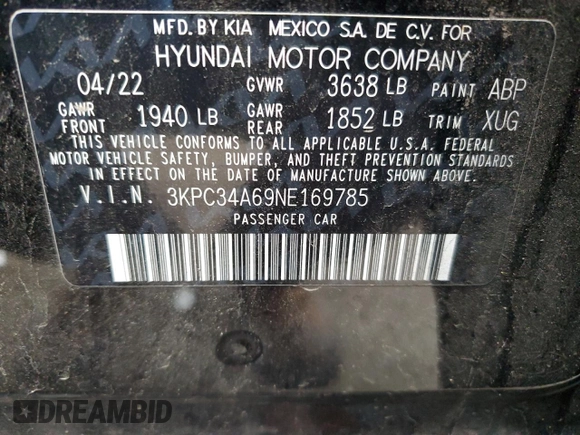 MFD. BY KIA MEXICO S.A. DE C.V. FOR
HYUNDAI MOTOR COMPANY
04/22 GVWR 3638 LB PAINT ABP
GAWR FRONT 1940 LB GAWR REAR 1852 LB TRIM XUG
THIS VEHICLE CONFORMS TO ALL APPLICABLE U.S.A. FEDERAL
MOTOR VEHICLE SAFETY, BUMPER, AND THEFT PREVENTION STANDARDS
IN EFFECT ON THE DATE OF MANUFACTURE SHOWN ABOVE.
V.I.N. 3KPC34A69NE169785
PASSENGER CAR
DREAMBID